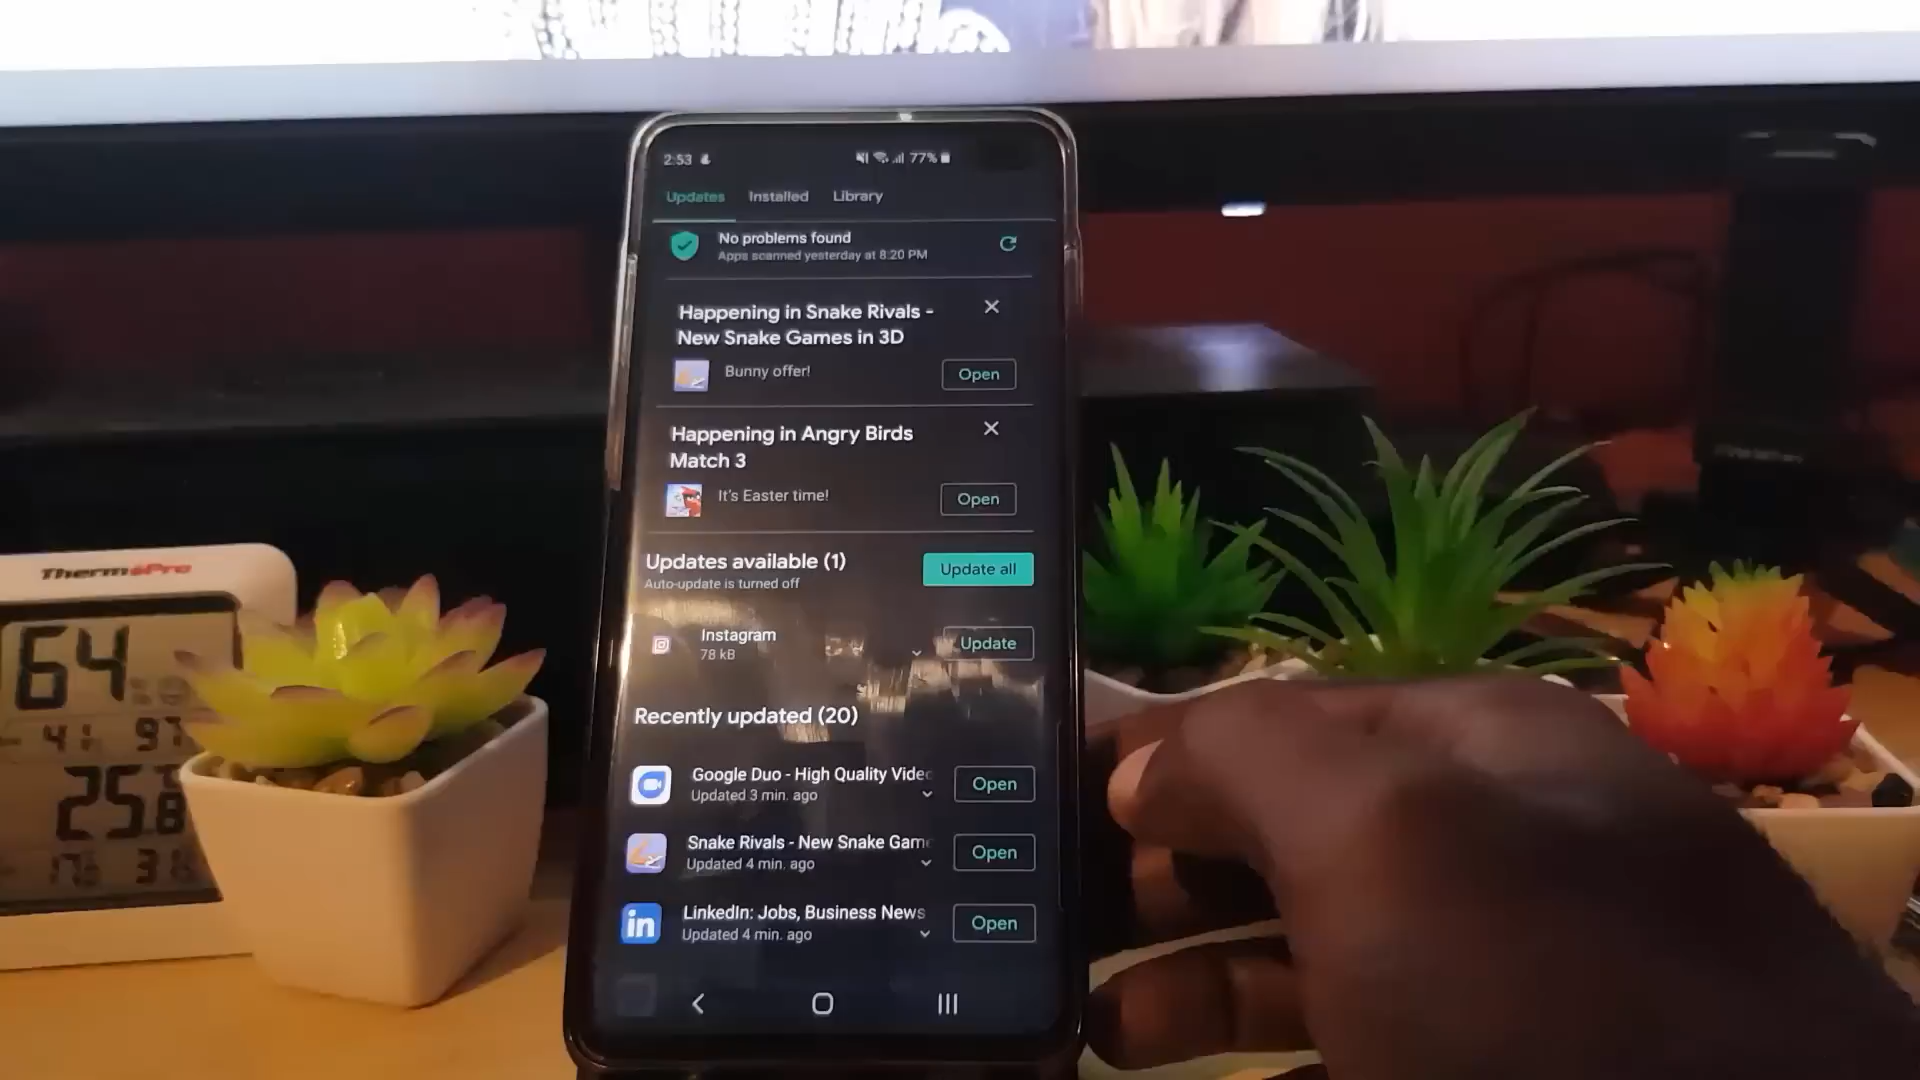 2:53 77%
Updates Installed Library
No problems found
Apps scanned yesterday at 8:20 PM
Happening in Snake Rivals -
New Snake Games in 3D
Bunny offer!
Open
Happening in Angry Birds
Match 3
It's Easter time!
Open
Updates available (1)
Auto-update is turned off
Update all
Instagram
78 kB
Update
Recently updated (20)
Google Duo - High Quality Vide
Updated 3 min. ago
Open
Snake Rivals - New Snake Game
Updated 4 min. ago
Open
LinkedIn: Jobs, Business News
Updated 4 min. ago
Open
ThermoPro
64
41 97
25.8